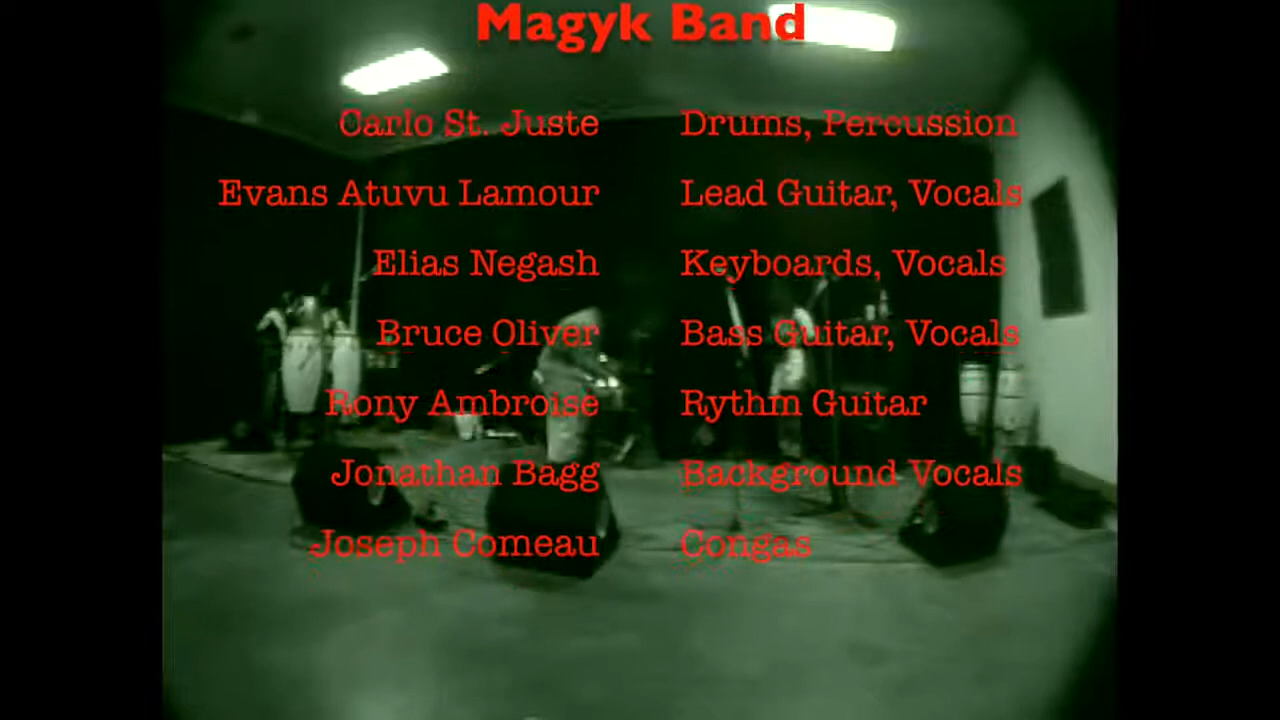 Magyk Band
Carlo St. Juste Drums, Percussion
Evans Atuvu Lamour Lead Guitar, Vocals
Elias Negash Keyboards, Vocals
Bruce Oliver Bass Guitar, Vocals
Rony Ambroise Rythm Guitar
Jonathan Bagg Background Vocals
Joseph Comeau Congas